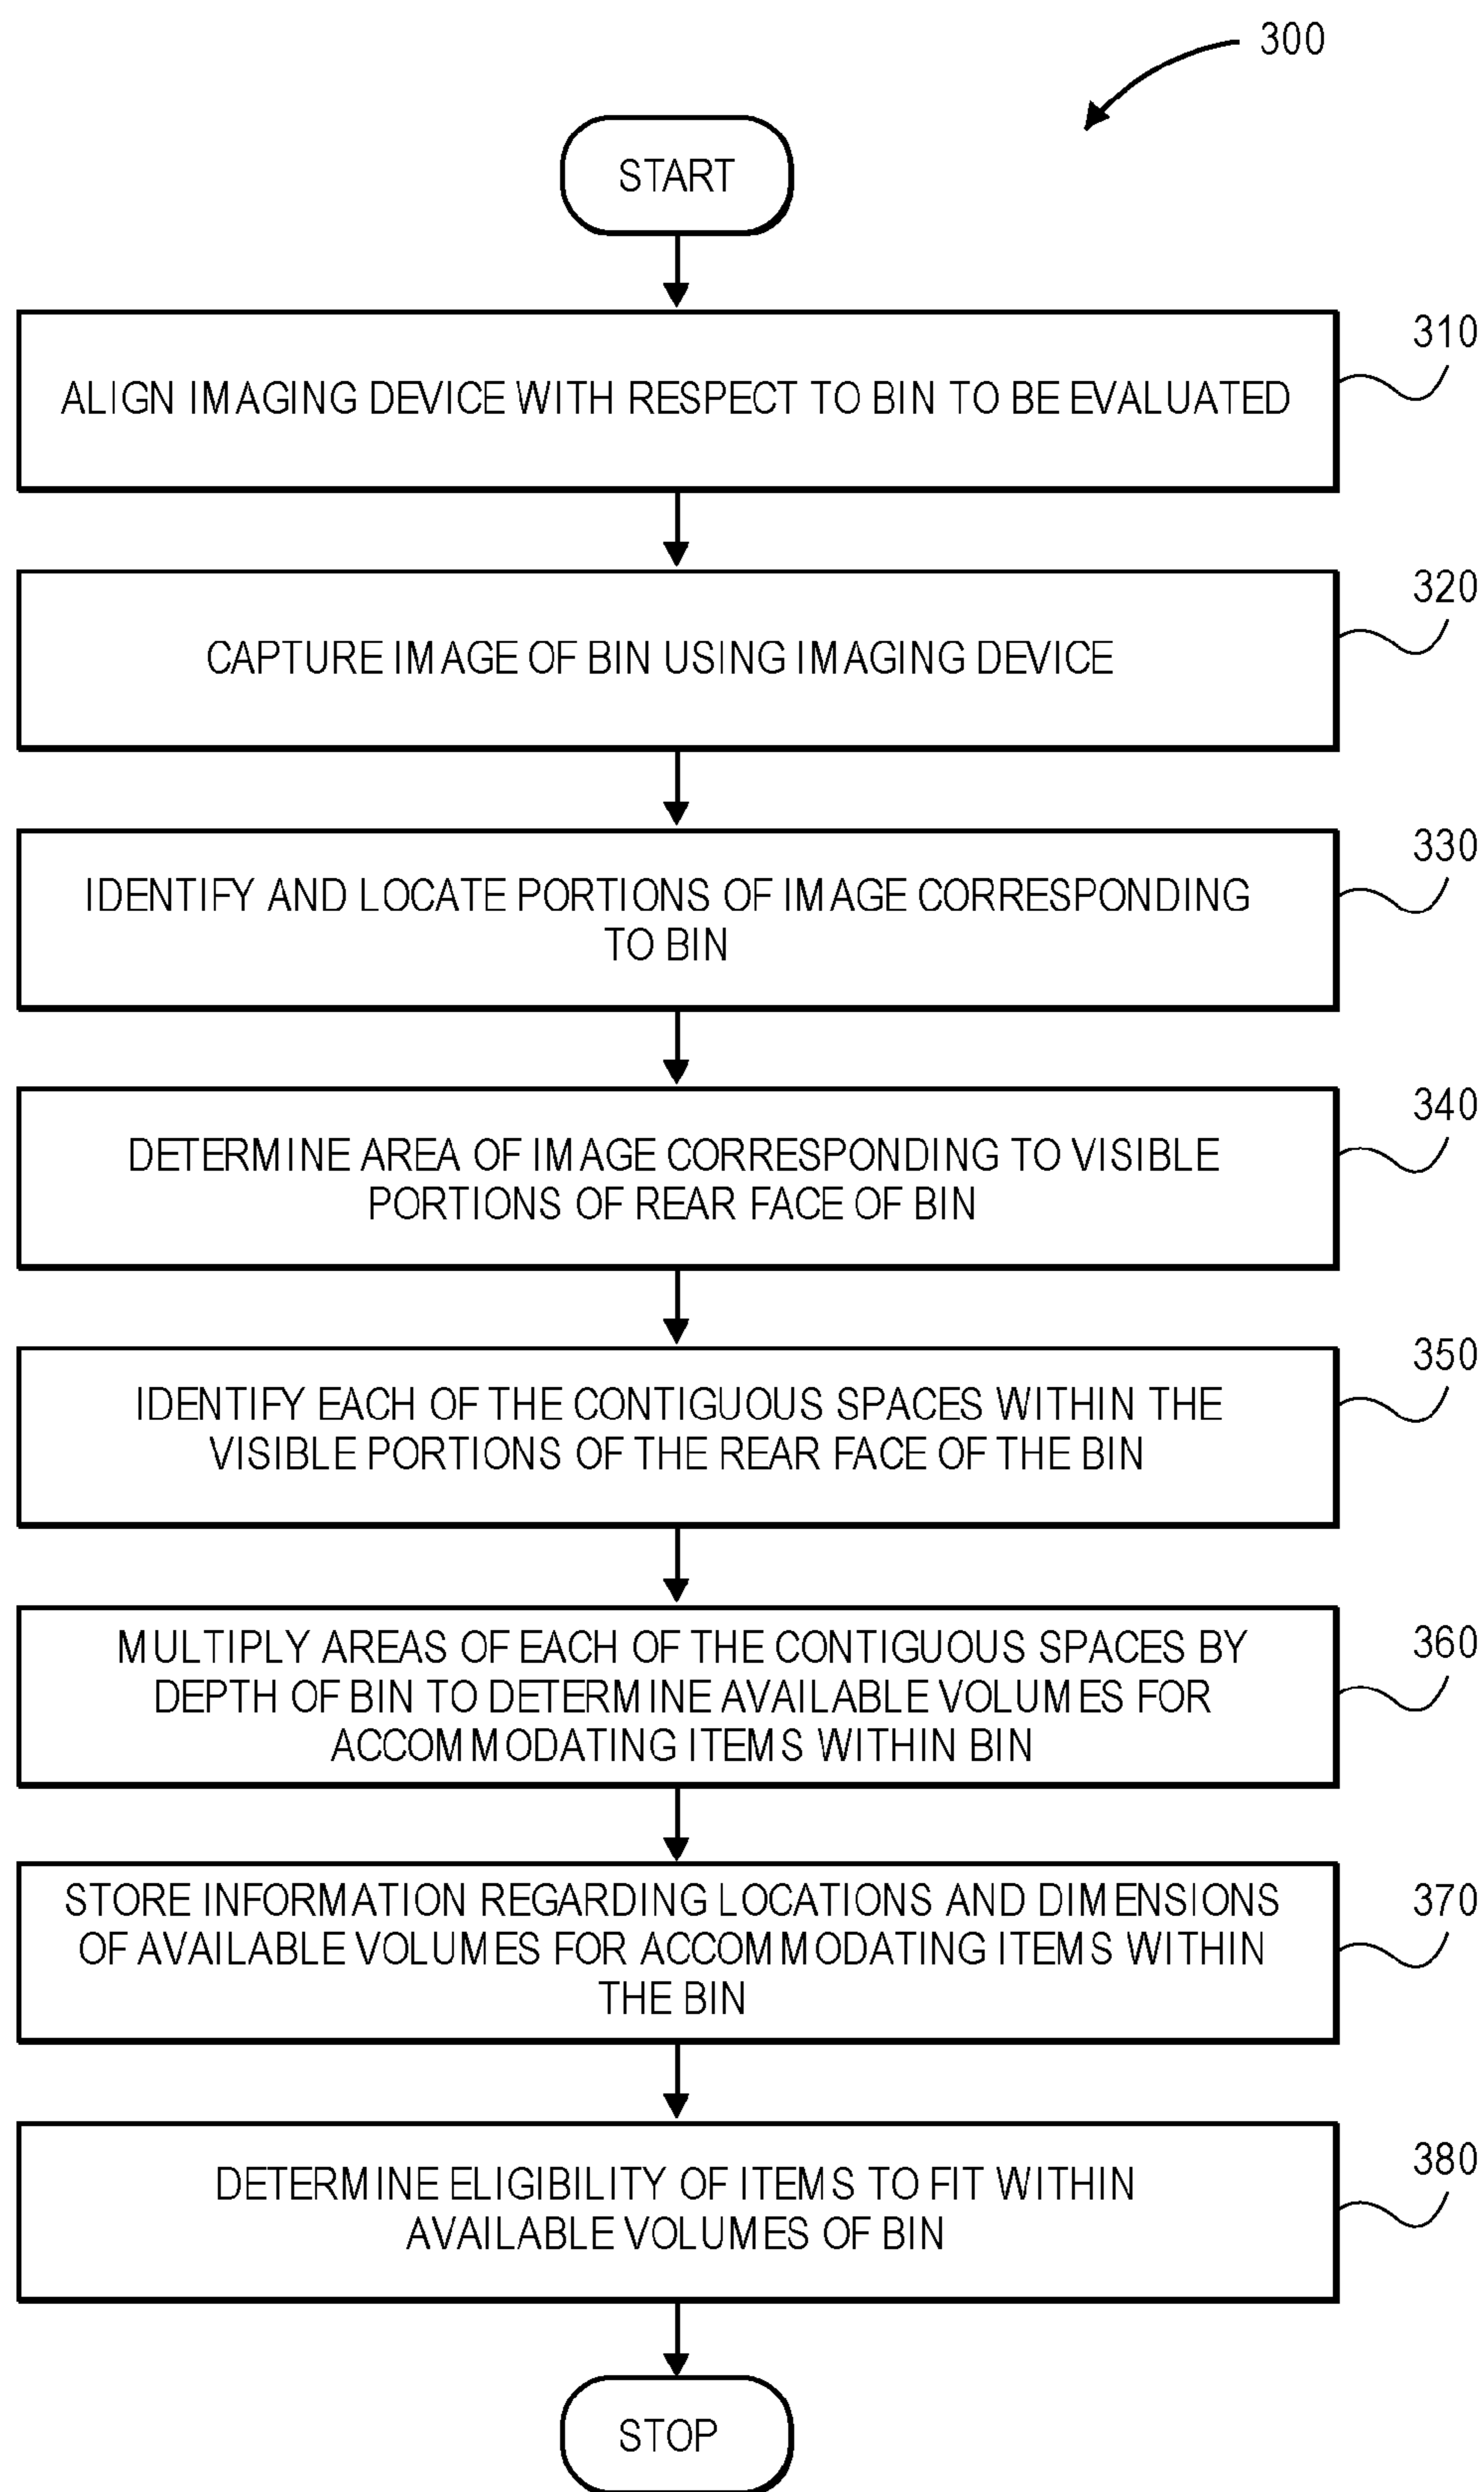 300
START
310
ALIGN IMAGING DEVICE WITH RESPECT TO BIN TO BE EVALUATED
320
CAPTURE IMAGE OF BIN USING IMAGING DEVICE
330
IDENTIFY AND LOCATE PORTIONS OF IMAGE CORRESPONDING
TO BIN
340
DETERMINE AREA OF IMAGE CORRESPONDING TO VISIBLE
PORTIONS OF REAR FACE OF BIN
350
IDENTIFY EACH OF THE CONTIGUOUS SPACES WITHIN THE
VISIBLE PORTIONS OF THE REAR FACE OF THE BIN
360
MULTIPLY AREAS OF EACH OF THE CONTIGUOUS SPACES BY
DEPTH OF BIN TO DETERMINE AVAILABLE VOLUMES FOR
ACCOMMODATING ITEMS WITHIN BIN
370
STORE INFORMATION REGARDING LOCATIONS AND DIMENSIONS
OF AVAILABLE VOLUMES FOR ACCOMMODATING ITEMS WITHIN
THE BIN
380
DETERMINE ELIGIBILITY OF ITEMS TO FIT WITHIN
AVAILABLE VOLUMES OF BIN
STOP